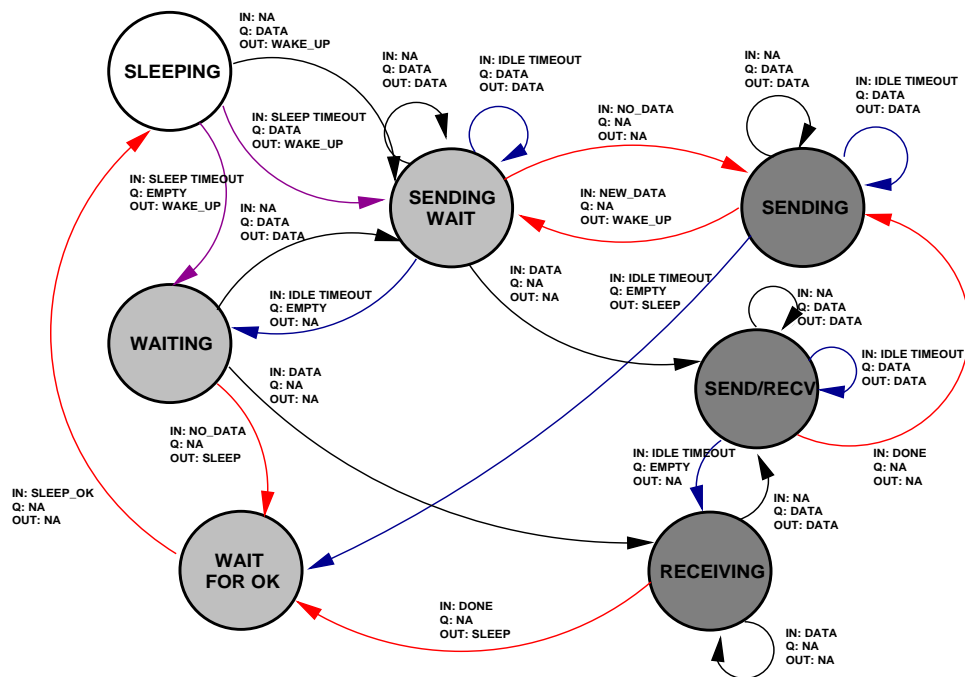 IN: NA
Q: DATA
OUT: WAKE_UP
SLEEPING
IN: NA
Q: DATA
OUT: DATA
IN: IDLE TIMEOUT
Q: DATA
OUT: DATA
IN: NA
Q: DATA
OUT: DATA
IN: IDLE TIMEOUT
Q: DATA
OUT: DATA
IN: SLEEP TIMEOUT
Q: DATA
OUT: WAKE_UP
IN: NO_DATA
Q: NA
OUT: NA
IN: SLEEP TIMEOUT
Q: EMPTY
OUT: WAKE_UP
SENDING
WAIT
IN: NEW_DATA
Q: NA
OUT: WAKE_UP
SENDING
IN: NA
Q: DATA
OUT: DATA
IN: DATA
Q: NA
OUT: NA
IN: IDLE TIMEOUT
Q: EMPTY
OUT: SLEEP
IN: NA
Q: DATA
OUT: DATA
IN: IDLE TIMEOUT
Q: EMPTY
OUT: NA
WAITING
IN: IDLE TIMEOUT
Q: DATA
OUT: DATA
IN: DATA
Q: NA
OUT: NA
SEND/RECV
IN: NO_DATA
Q: NA
OUT: SLEEP
IN: IDLE TIMEOUT
Q: EMPTY
OUT: NA
IN: DONE
Q: NA
OUT: NA
IN: SLEEP_OK
Q: NA
OUT: NA
IN: NA
Q: DATA
OUT: DATA
WAIT
FOR OK
RECEIVING
IN: DONE
Q: NA
OUT: SLEEP
IN: DATA
Q: NA
OUT: NA